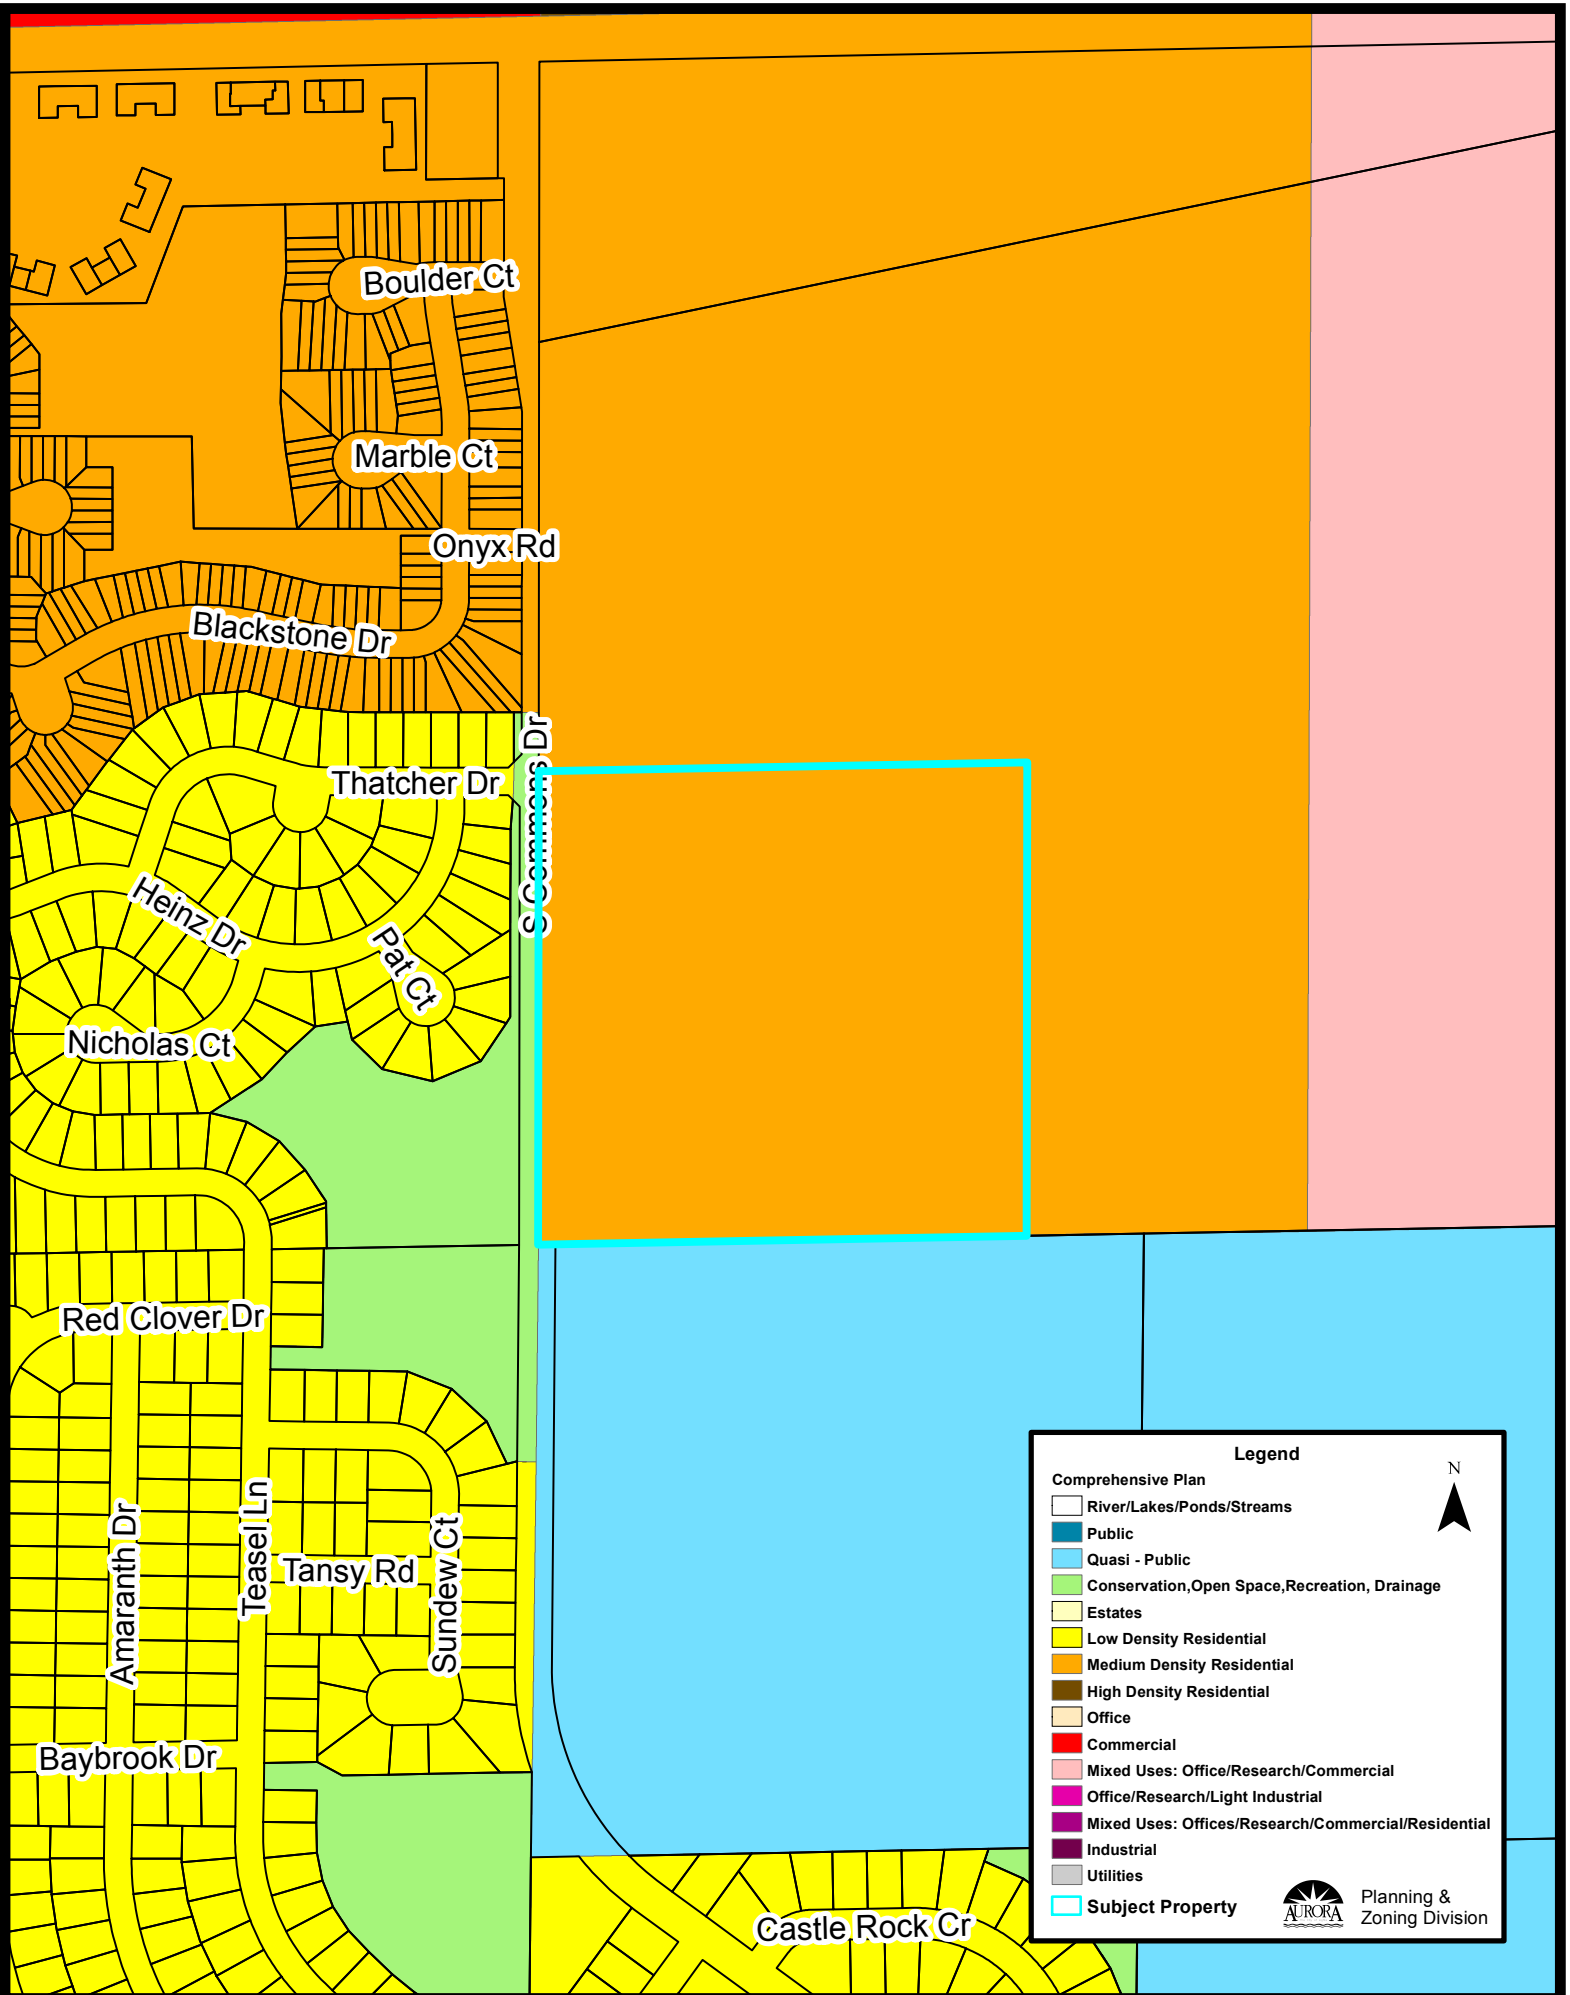 Boulder Ct
Marble Ct
Onyx Rd
Blackstone Dr
S Commons Dr
Thatcher Dr
Heinz Dr
Pat Ct
Nicholas Ct
Red Clover Dr
Amaranth Dr
Teasel Ln
Tansy Rd
Sundew Ct
Baybrook Dr
Castle Rock Cr
Legend
N
Comprehensive Plan
River/Lakes/Ponds/Streams
Public
Quasi - Public
Conservation,Open Space,Recreation, Drainage
Estates
Low Density Residential
Medium Density Residential
High Density Residential
Office
Commercial
Mixed Uses: Office/Research/Commercial
Office/Research/Light Industrial
Mixed Uses: Offices/Research/Commercial/Residential
Industrial
Utilities
Subject Property
AURORA
Planning &
Zoning Division